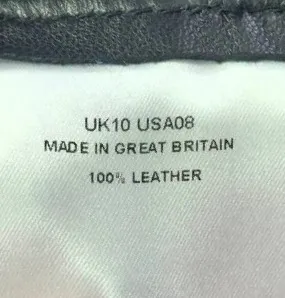 UK10 USA08
MADE IN GREAT BRITAIN
100% LEATHER